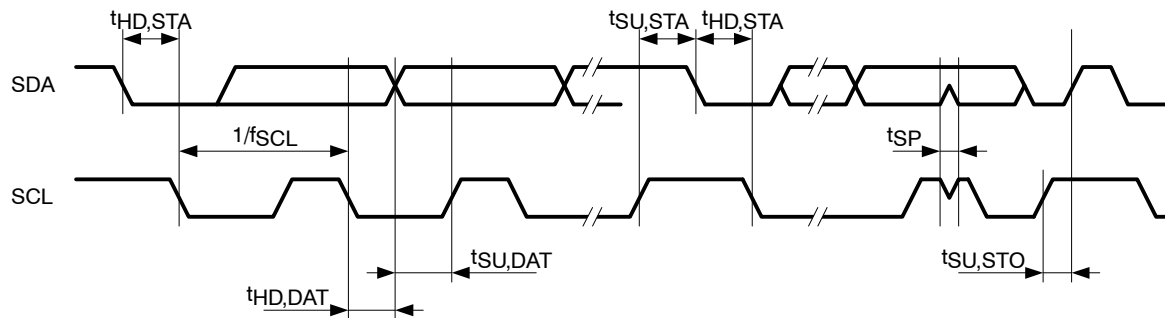 tHD,STA tSU,STA tHD,STA
SDA
1/fSCL tSP
SCL
tSU,DAT tSU,STO
tHD,DAT